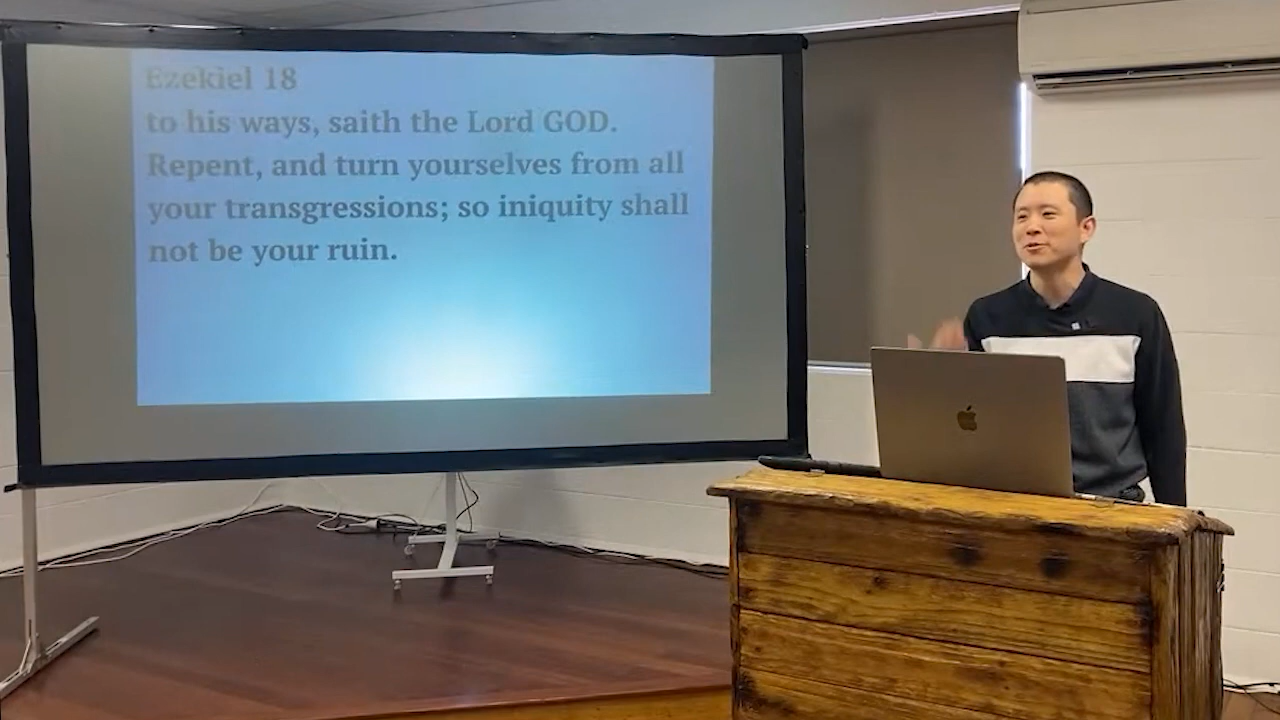 Ezekiel 18
to his ways, saith the Lord GOD.
Repent, and turn yourselves from all
your transgressions; so iniquity shall
not be your ruin.